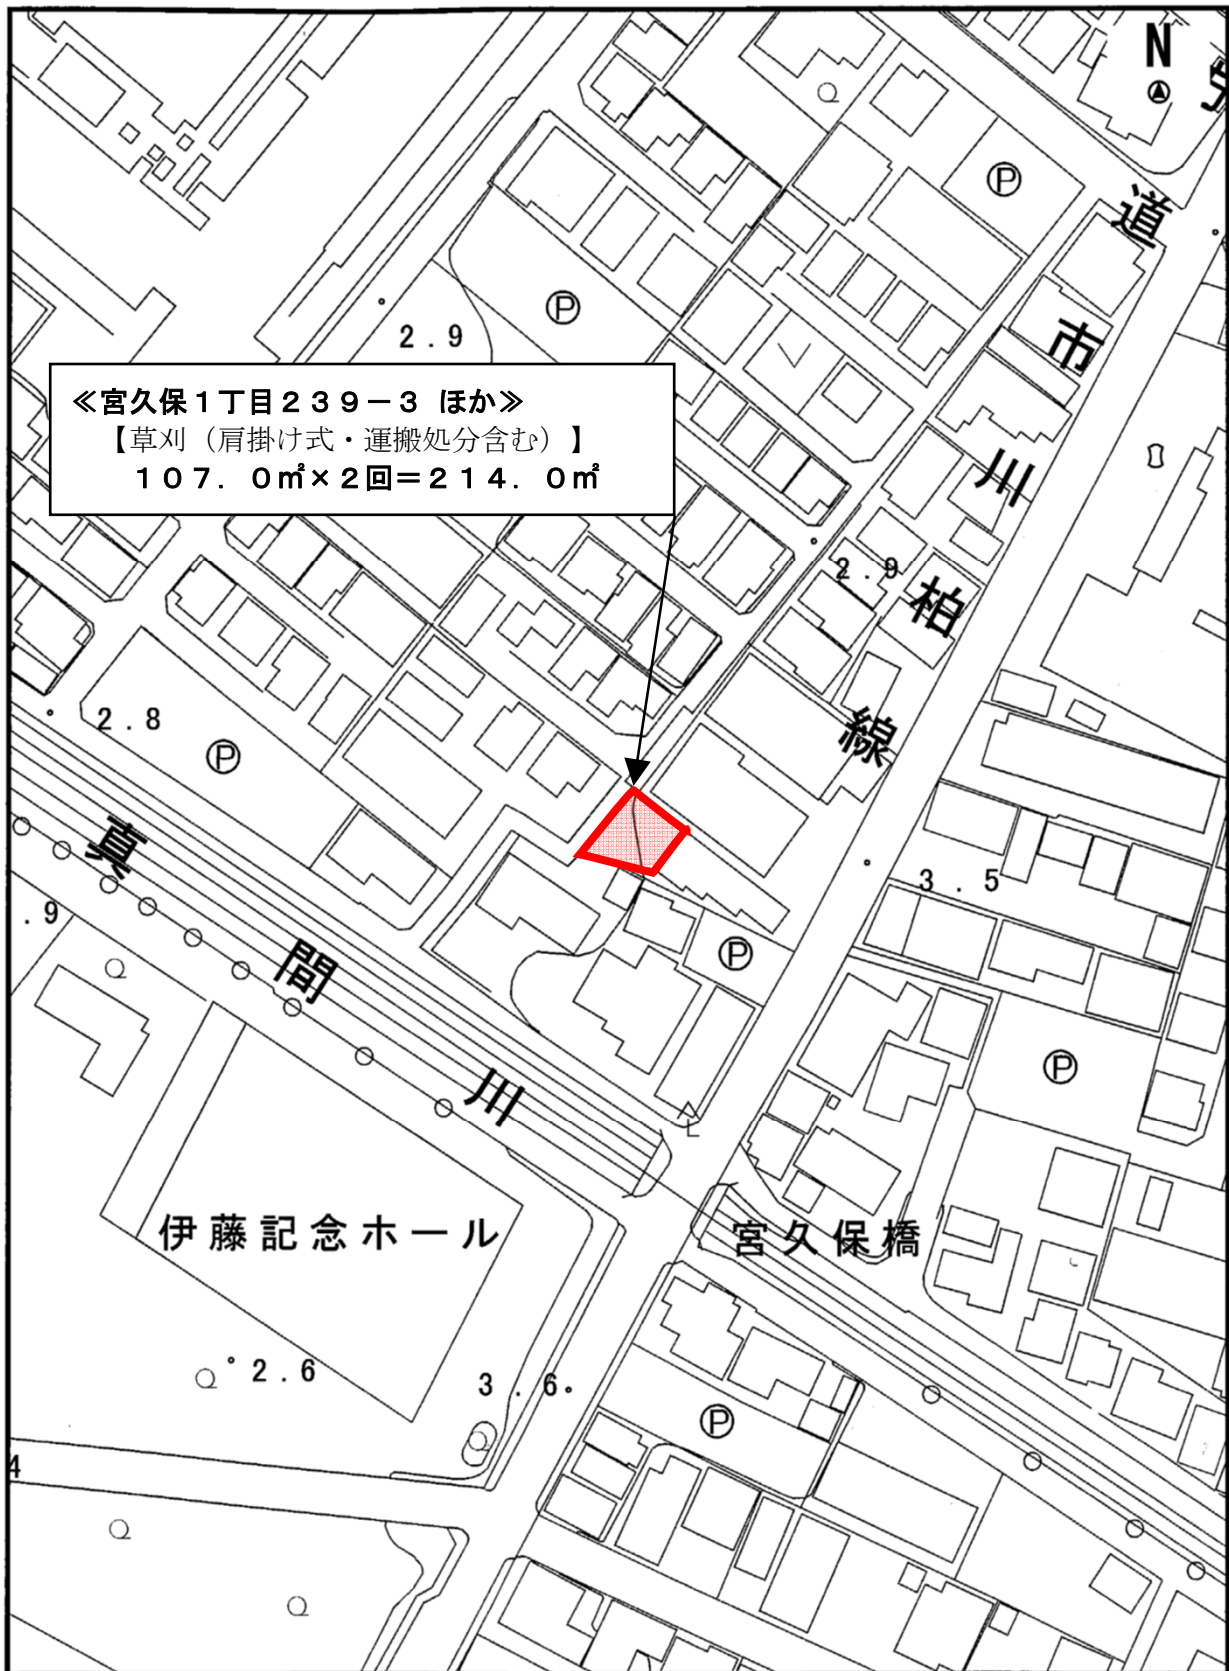 N
道
市
川
柏
線
Ⓟ
Ⓟ
2.9
≪宮久保1丁目239-3 ほか≫
【草刈（肩掛け式・運搬処分含む）】
107.0㎡×2回=214.0㎡
2.9
2.8
Ⓟ
真
間
川
.9
3.5
Ⓟ
Ⓟ
伊藤記念ホール
宮久保橋
2.6
3.6
Ⓟ
4